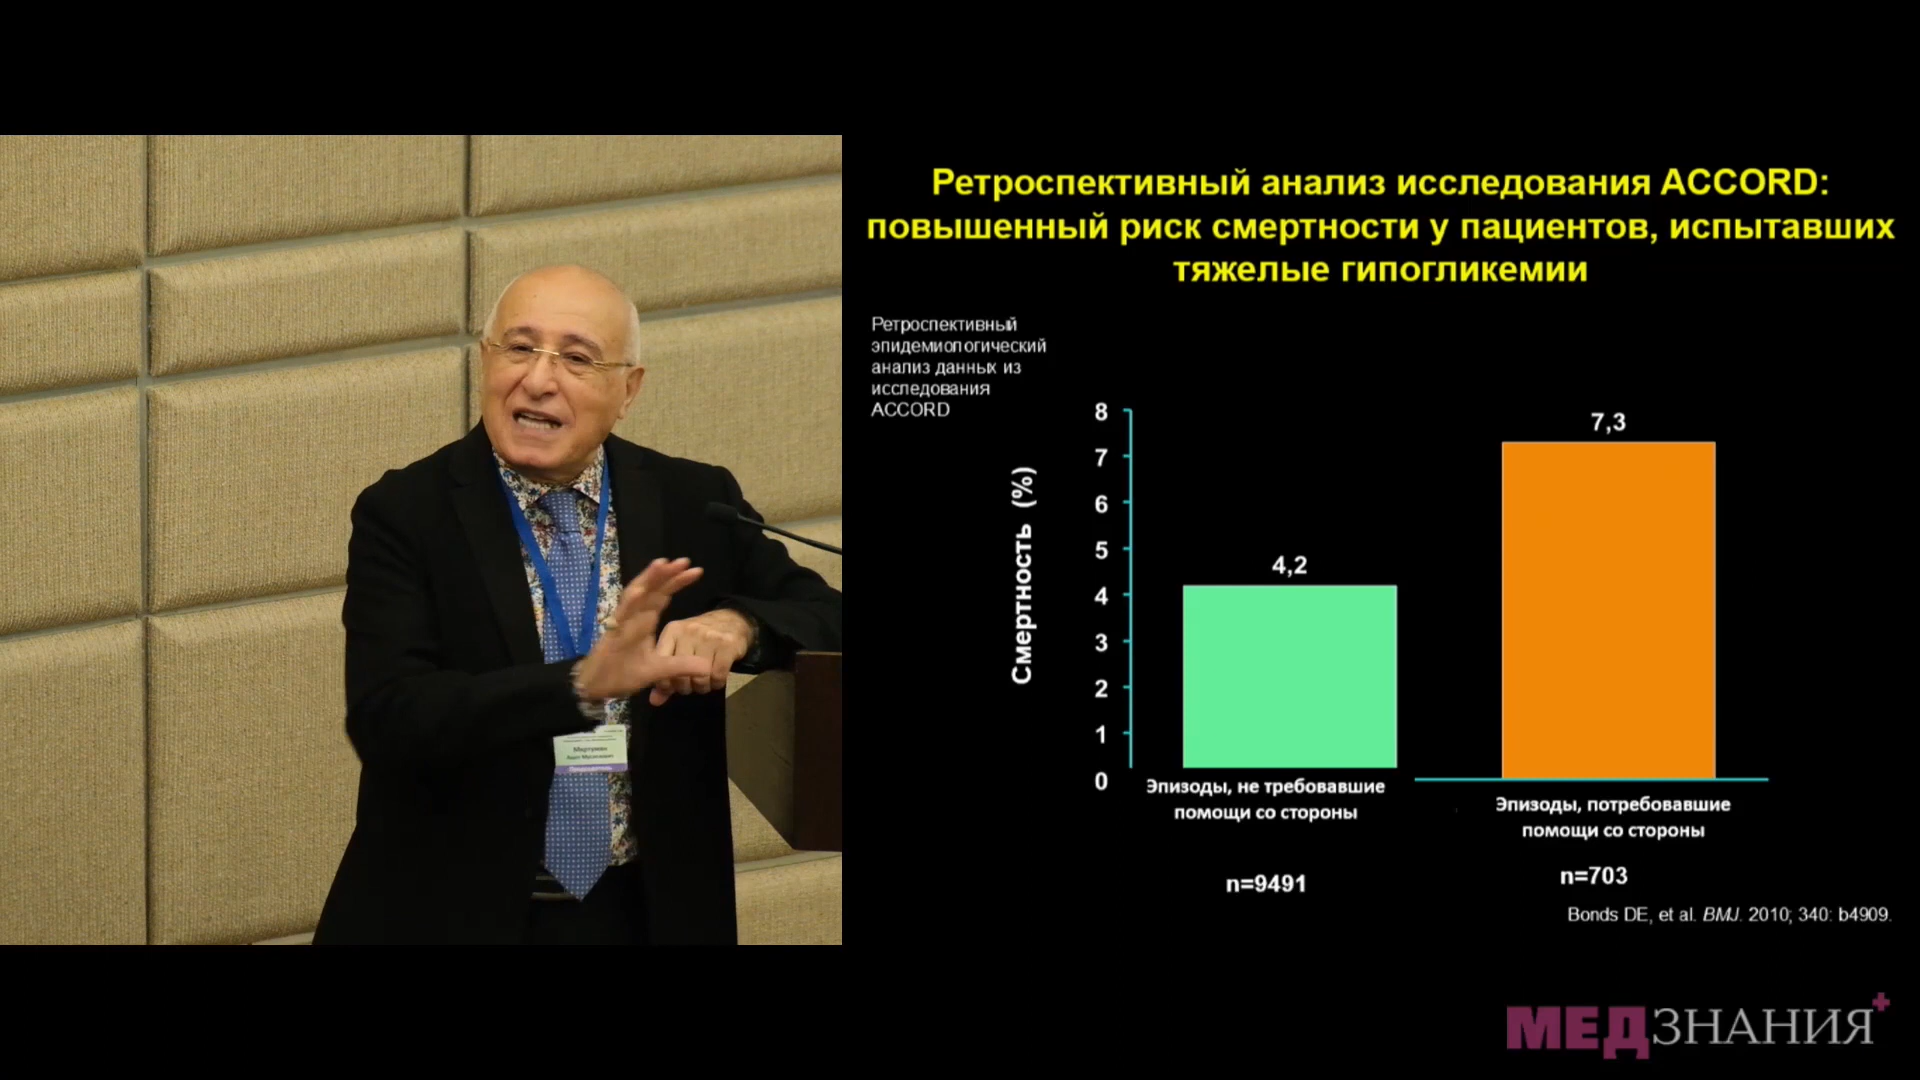 Ретроспективный анализ исследования ACCORD:
повышенный риск смертности у пациентов, испытавших
тяжелые гипогликемии
Ретроспективный
эпидемиологический
анализ данных из
исследования
ACCORD
Смертность (%)
8
7
6
5
4
3
2
1
0
4,2
7,3
Эпизоды, не требовавшие
помощи со стороны
Эпизоды, потребовавшие
помощи со стороны
n=9491
n=703
Bonds DE, et al. BMJ. 2010; 340: b4909.
МЕДЗНАНИЯ+